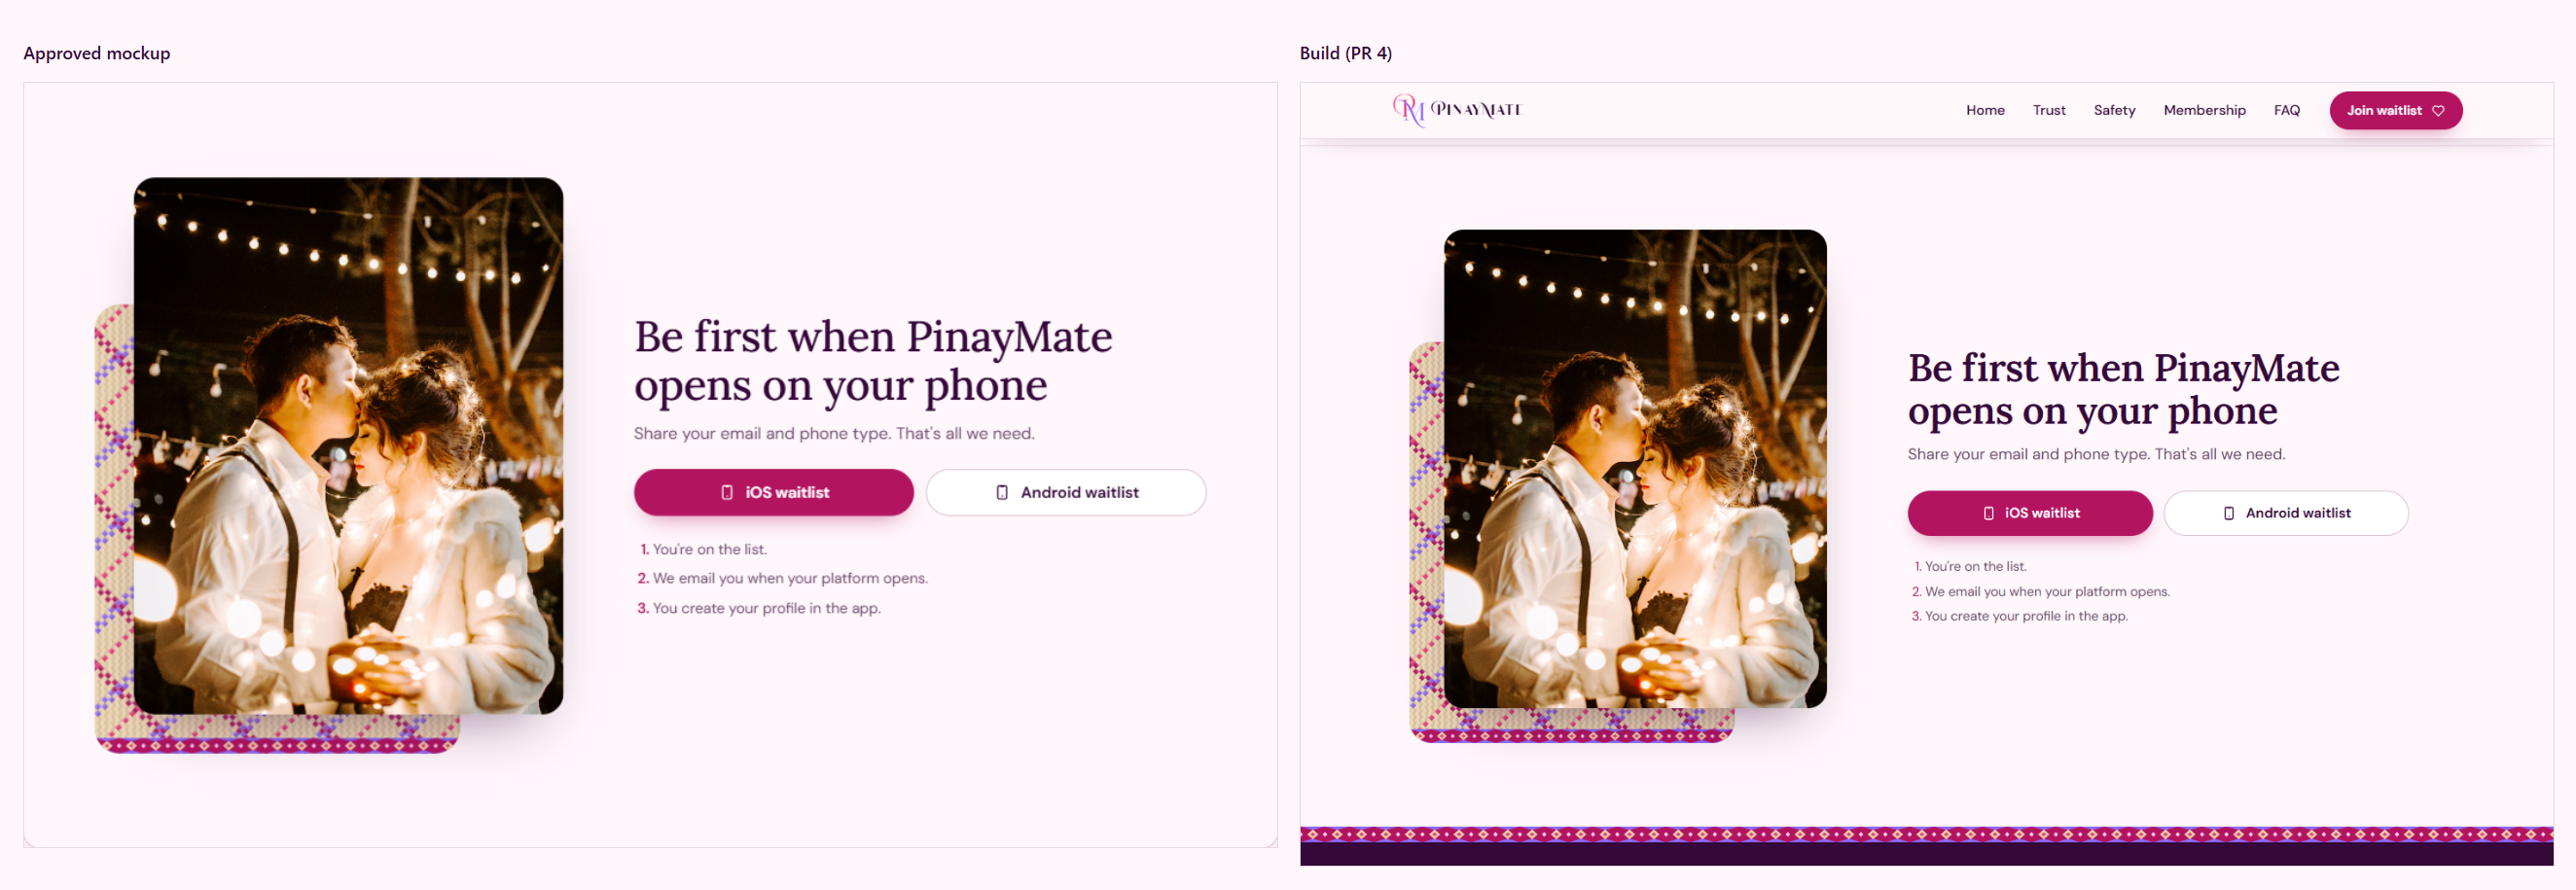 Approved mockup
Be first when PinayMate
opens on your phone
Share your email and phone type. That's all we need.
iOS waitlist
Android waitlist
1. You're on the list.
2. We email you when your platform opens.
3. You create your profile in the app.
Build (PR 4)
PM PINAYMATE
Home
Trust
Safety
Membership
FAQ
Join waitlist
Be first when PinayMate
opens on your phone
Share your email and phone type. That's all we need.
iOS waitlist
Android waitlist
1. You're on the list.
2. We email you when your platform opens.
3. You create your profile in the app.